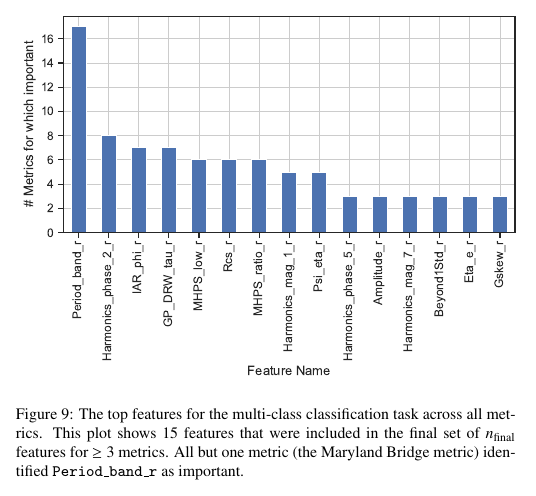 # Metrics for which important
16
14
12
10
8
6
4
2
0
Period_band_r
Harmonics_phase_2_r
IAR_phi_r
GP_DRW_tau_r
MHPS_low_r
Rcs_r
MHPS_ratio_r
Harmonics_mag_1_r
Psi_eta_r
Harmonics_phase_5_r
Amplitude_r
Harmonics_mag_7_r
Beyond1Std_r
Eta_e_r
Gskew_r
Feature Name
Figure 9: The top features for the multi-class classification task across all met-
rics. This plot shows 15 features that were included in the final set of nfinal
features for ≥ 3 metrics. All but one metric (the Maryland Bridge metric) iden-
tified Period_band_r as important.